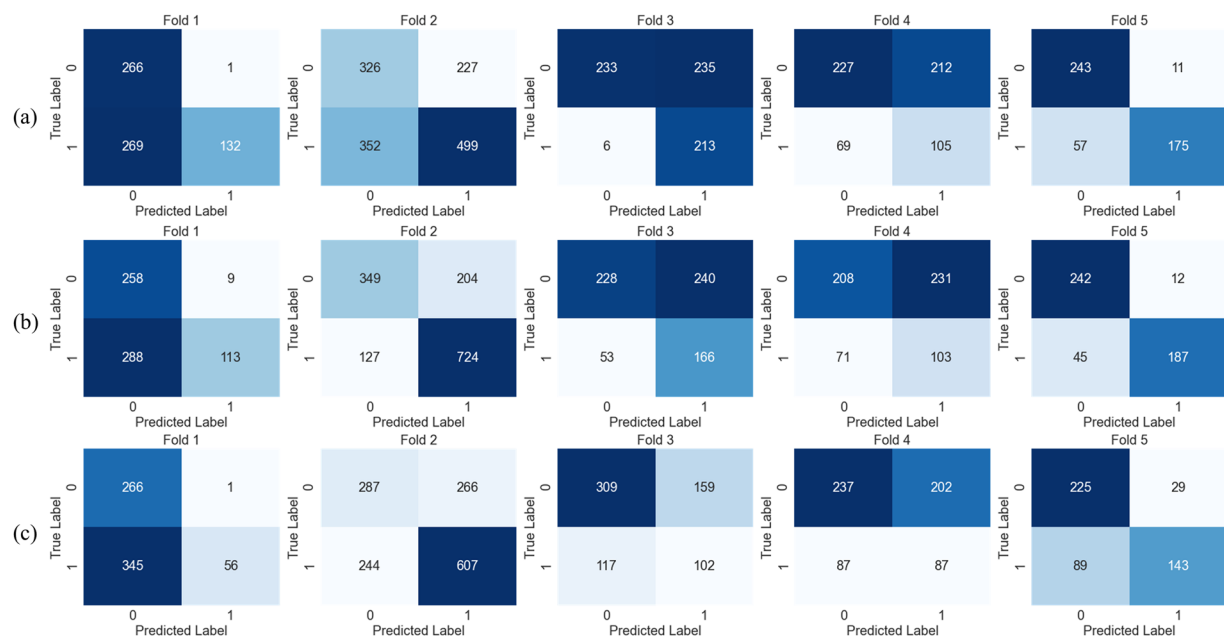 Fold 1 Fold 2 Fold 3 Fold 4 Fold 5
(a)
True Label 0 266 1 True Label 0 326 227 True Label 0 233 235 True Label 0 227 212 True Label 0 243 11
1 269 132 1 352 499 1 6 213 1 69 105 1 57 175
0 1 0 1 0 1 0 1 0 1
Predicted Label Predicted Label Predicted Label Predicted Label Predicted Label
Fold 1 Fold 2 Fold 3 Fold 4 Fold 5
(b)
True Label 0 258 9 True Label 0 349 204 True Label 0 228 240 True Label 0 208 231 True Label 0 242 12
1 288 113 1 127 724 1 53 166 1 71 103 1 45 187
0 1 0 1 0 1 0 1 0 1
Predicted Label Predicted Label Predicted Label Predicted Label Predicted Label
Fold 1 Fold 2 Fold 3 Fold 4 Fold 5
(c)
True Label 0 266 1 True Label 0 287 266 True Label 0 309 159 True Label 0 237 202 True Label 0 225 29
1 345 56 1 244 607 1 117 102 1 87 87 1 89 143
0 1 0 1 0 1 0 1 0 1
Predicted Label Predicted Label Predicted Label Predicted Label Predicted Label